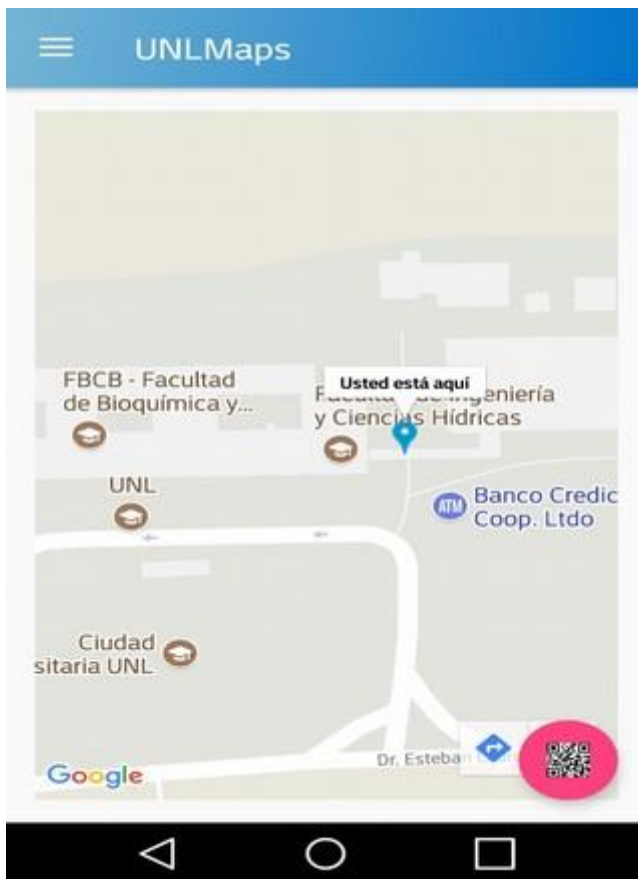 UNLMaps
FBCB - Facultad
de Bioquímica y...
Usted está aquí
y Ciencias Hídricas
UNL
ATM
Banco Credic
Coop. Ltdo
Ciudad
sitaria UNL
Google
Dr. Esteban